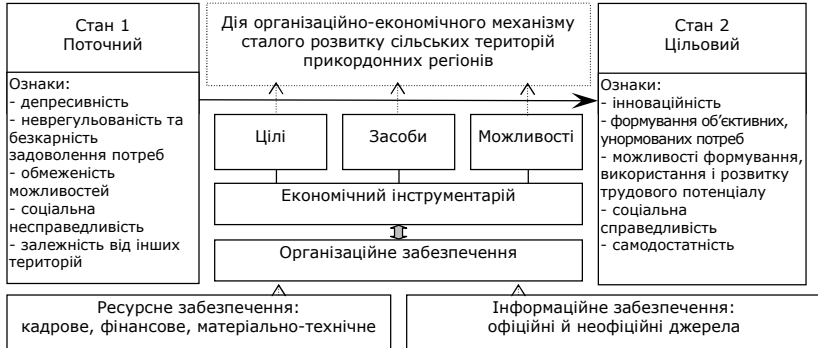 Стан 1
Поточний
Ознаки:
- депресивність
- неврегульованість та
безкарність
задоволення потреб
- обмеженість
можливостей
- соціальна
несправедливість
- залежність від інших
територій
Дія організаційно-економічного механізму
сталого розвитку сільських територій
прикордонних регіонів
Цілі
Засоби
Можливості
Економічний інструментарій
Організаційне забезпечення
Стан 2
Цільовий
Ознаки:
- інноваційність
- формування об’єктивних,
унормованих потреб
- можливості формування,
використання і розвитку
трудового потенціалу
- соціальна
справедливість
- самодостатність
Ресурсне забезпечення:
кадрове, фінансове, матеріально-технічне
Інформаційне забезпечення:
офіційні й неофіційні джерела